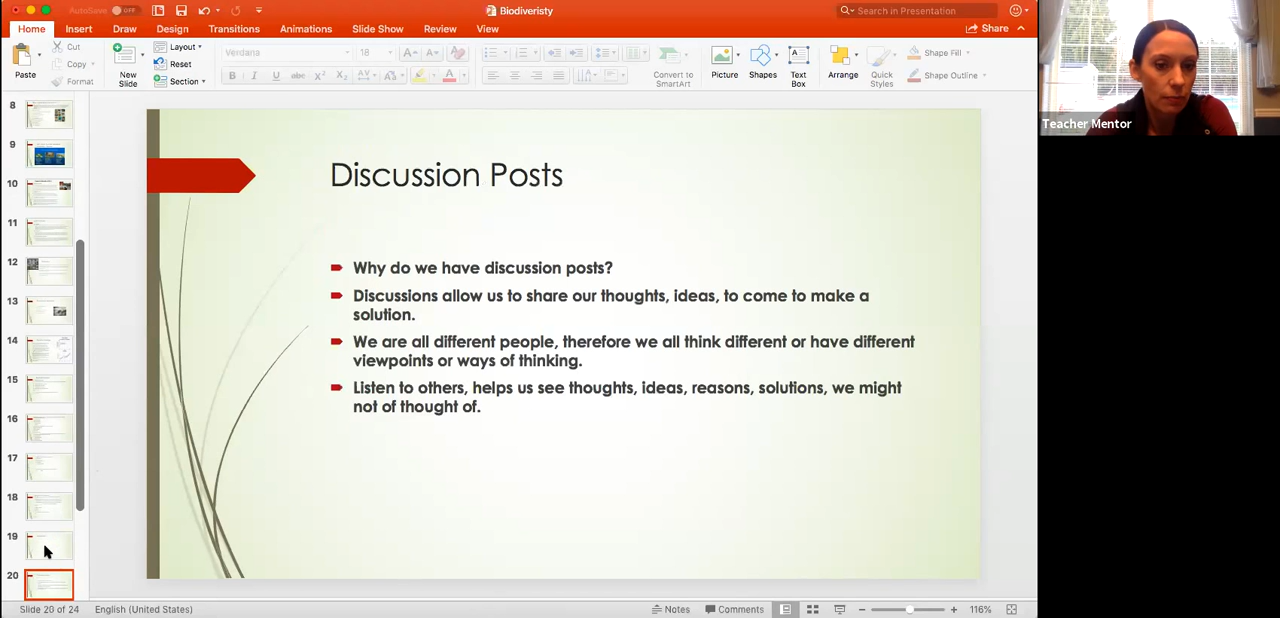 AutoSave OFF
Biodiveristy
Search in Presentation
Home Insert Draw Design Transitions Animations Slide Show Review View
Share
Paste
Cut
Copy
Format
New Slide
Layout
Reset
Section
Verdana
18
B I U abc X² X₂
Convert to SmartArt
Picture
Shapes
Text Box
Arrange
Quick Styles
Shape Fill
Shape Outline
Teacher Mentor
8
9
10
11
12
13
14
15
16
17
18
19
20
Discussion Posts
Why do we have discussion posts?
Discussions allow us to share our thoughts, ideas, to come to make a
solution.
We are all different people, therefore we all think different or have different
viewpoints or ways of thinking.
Listen to others, helps us see thoughts, ideas, reasons, solutions, we might
not of thought of.
Slide 20 of 24 English (United States) Notes Comments 116%